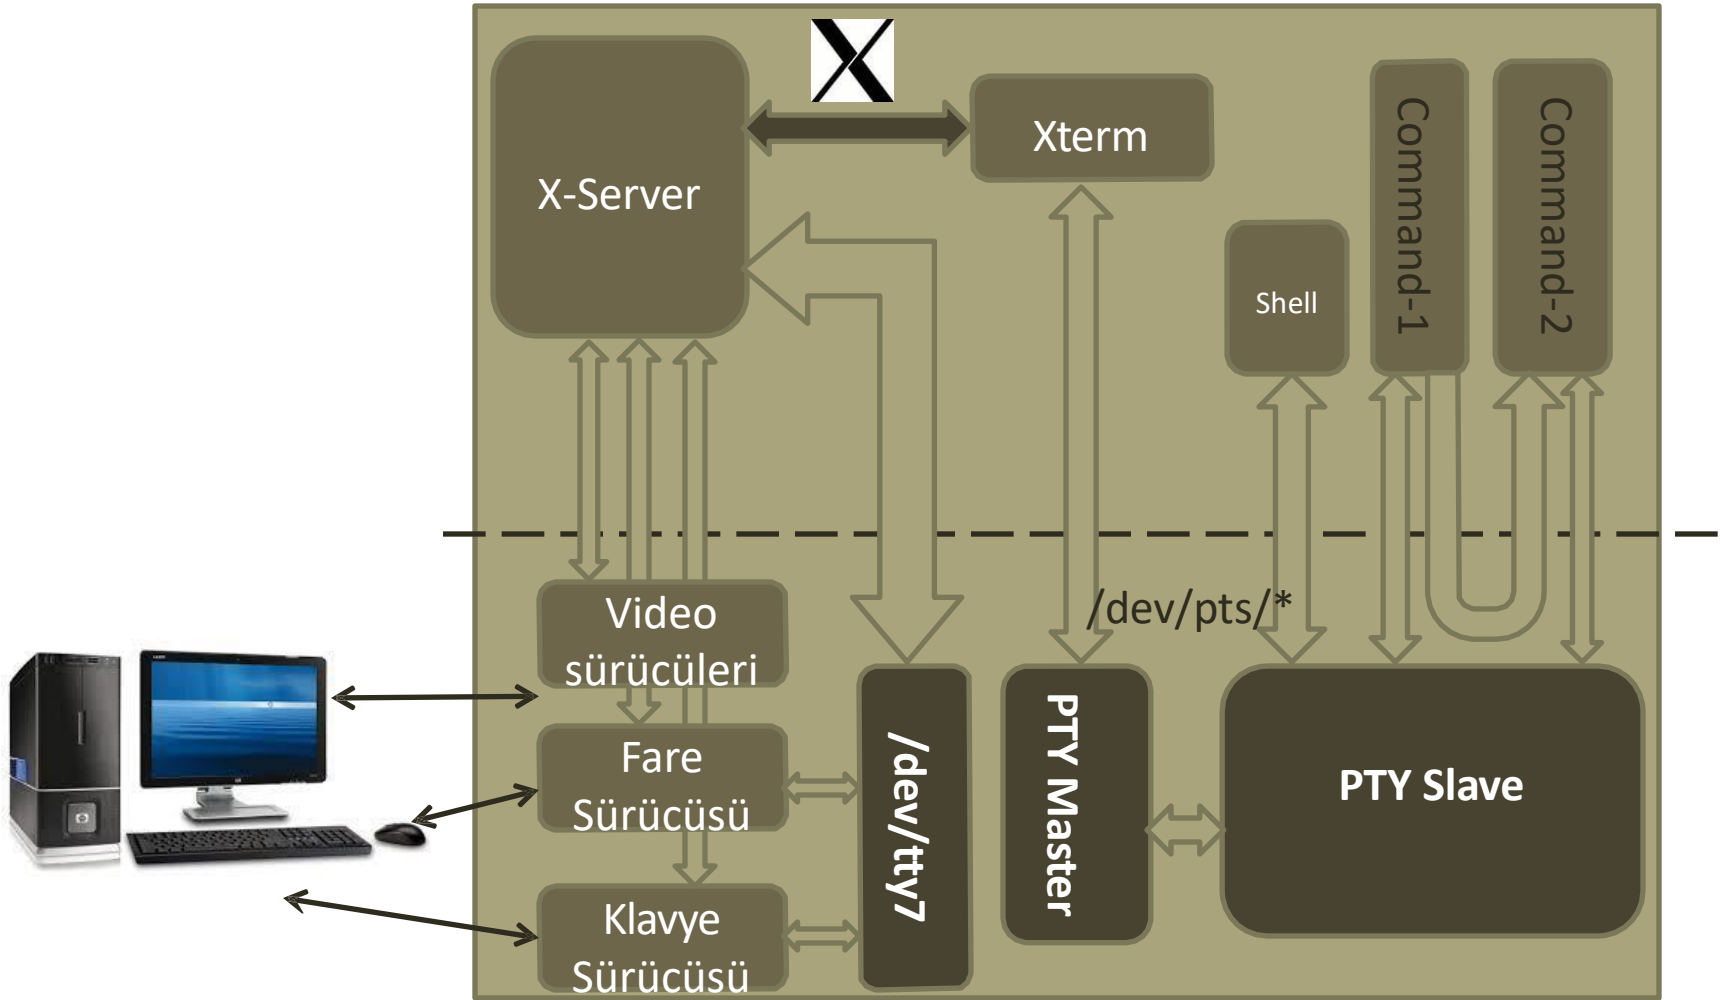 X-Server
Xterm
Shell
Command-1
Command-2
/dev/pts/*
Video
sürücüleri
Fare
Sürücüsü
Klavye
Sürücüsü
/dev/tty7
PTY Master
PTY Slave